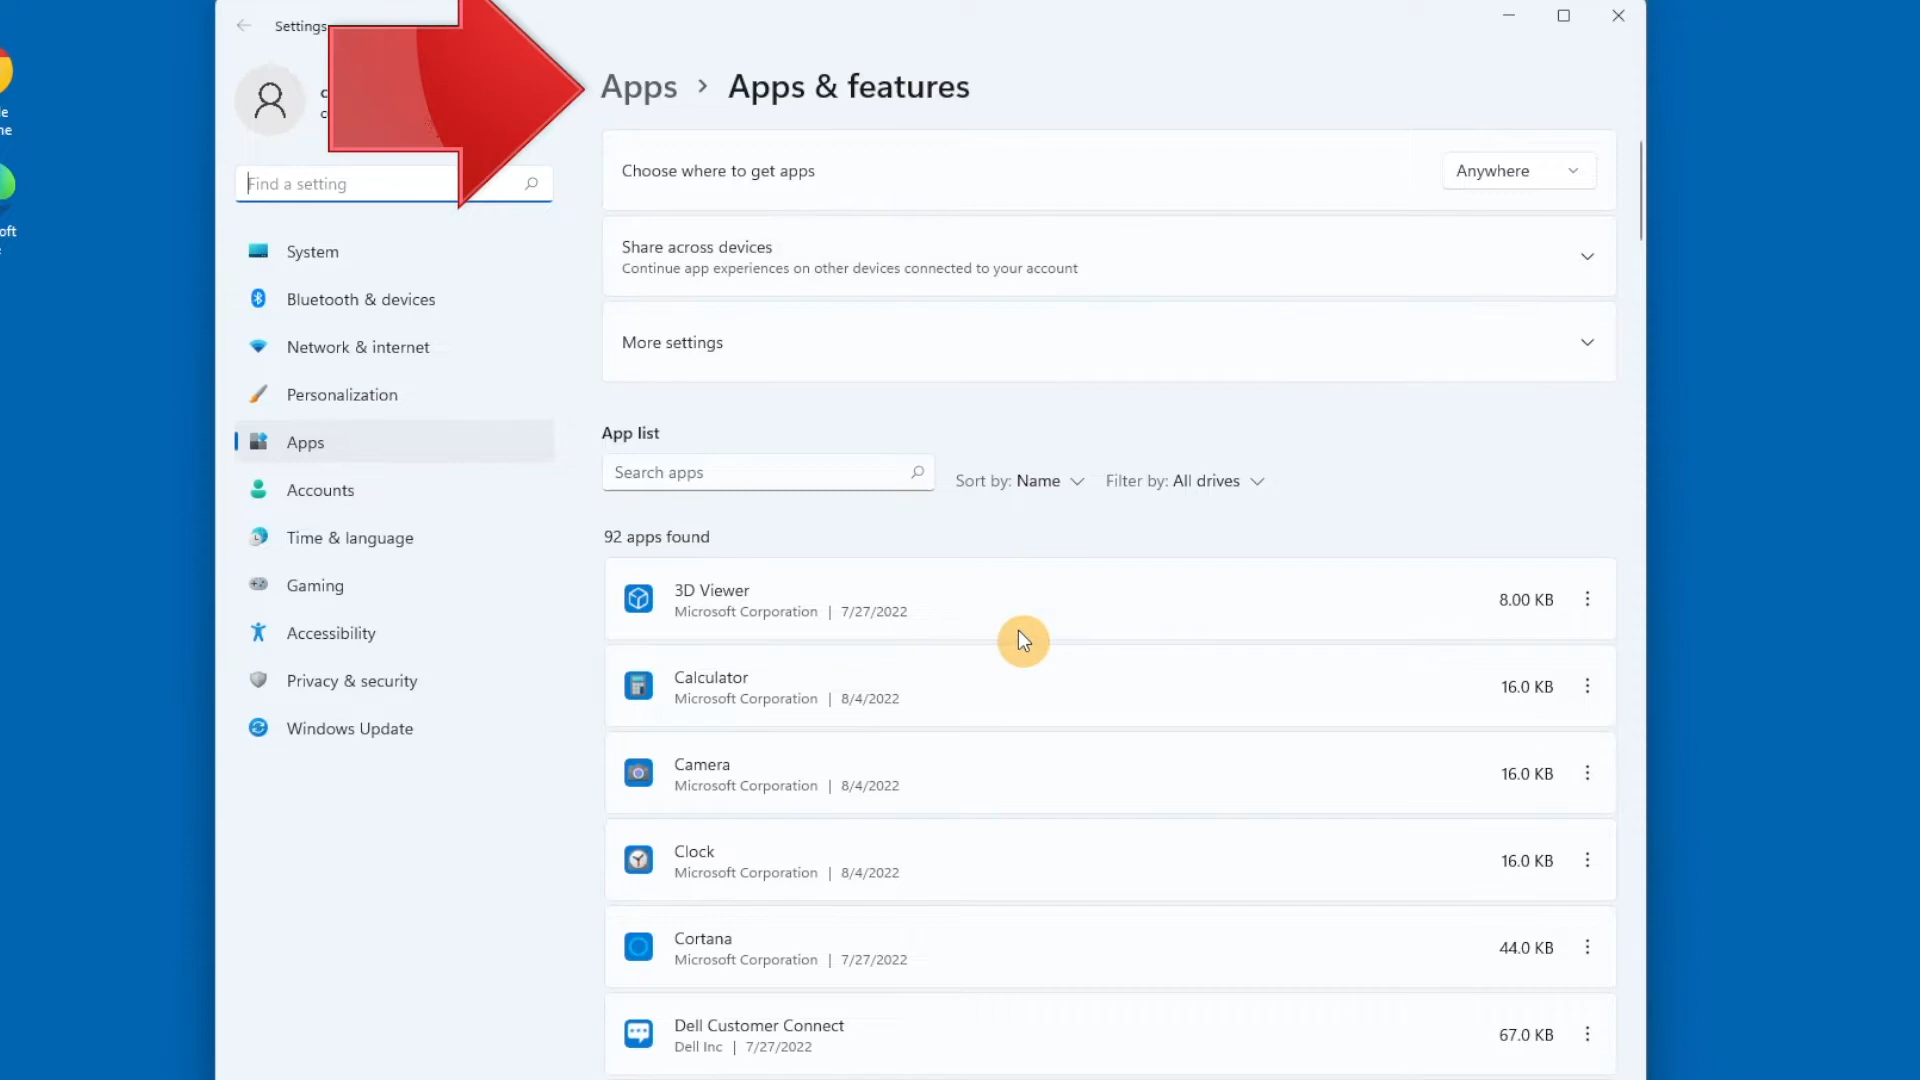 Settings
Apps > Apps & features
Find a setting
System
Bluetooth & devices
Network & internet
Personalization
Apps
Accounts
Time & language
Gaming
Accessibility
Privacy & security
Windows Update
Choose where to get apps
Anywhere
Share across devices
Continue app experiences on other devices connected to your account
More settings
App list
Search apps
Sort by: Name
Filter by: All drives
92 apps found
3D Viewer
Microsoft Corporation | 7/27/2022
8.00 KB
Calculator
Microsoft Corporation | 8/4/2022
16.0 KB
Camera
Microsoft Corporation | 8/4/2022
16.0 KB
Clock
Microsoft Corporation | 8/4/2022
16.0 KB
Cortana
Microsoft Corporation | 7/27/2022
44.0 KB
Dell Customer Connect
Dell Inc | 7/27/2022
67.0 KB